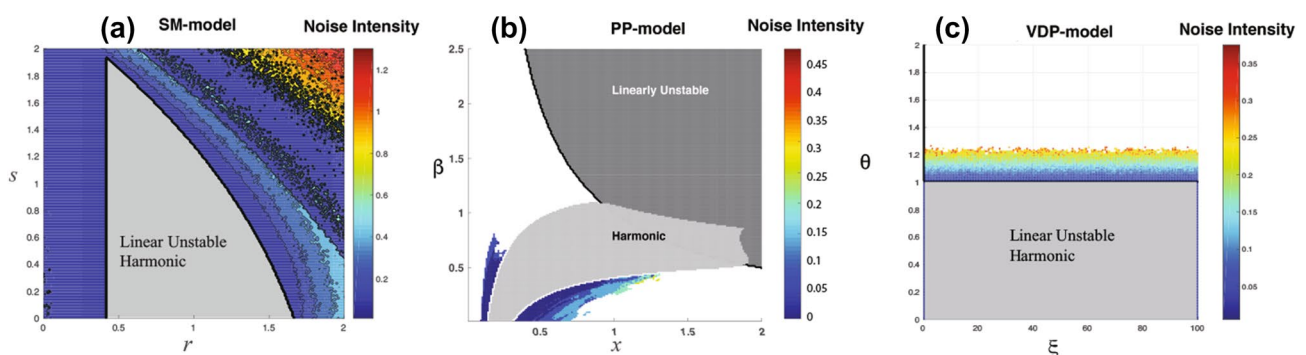 (a) SM-model Noise Intensity
2
1.8
1.6
1.4
1.2
1
0.8
0.6
0.4
0.2
0
s
Linear Unstable
Harmonic
0 0.5 1 1.5 2
r
1.2
1
0.8
0.6
0.4
0.2
(b) PP-model Noise Intensity
2.5
2
1.5
1
0.5
β
Linearly Unstable
Harmonic
0.5 1 1.5 2
x
0.45
0.4
0.35
0.3
0.25
0.2
0.15
0.1
0.05
0
(c) VDP-model Noise Intensity
2
1.8
1.6
1.4
1.2
1
0.8
0.6
0.4
0.2
0
θ
Linear Unstable
Harmonic
0 20 40 60 80 100
ξ
0.35
0.3
0.25
0.2
0.15
0.1
0.05